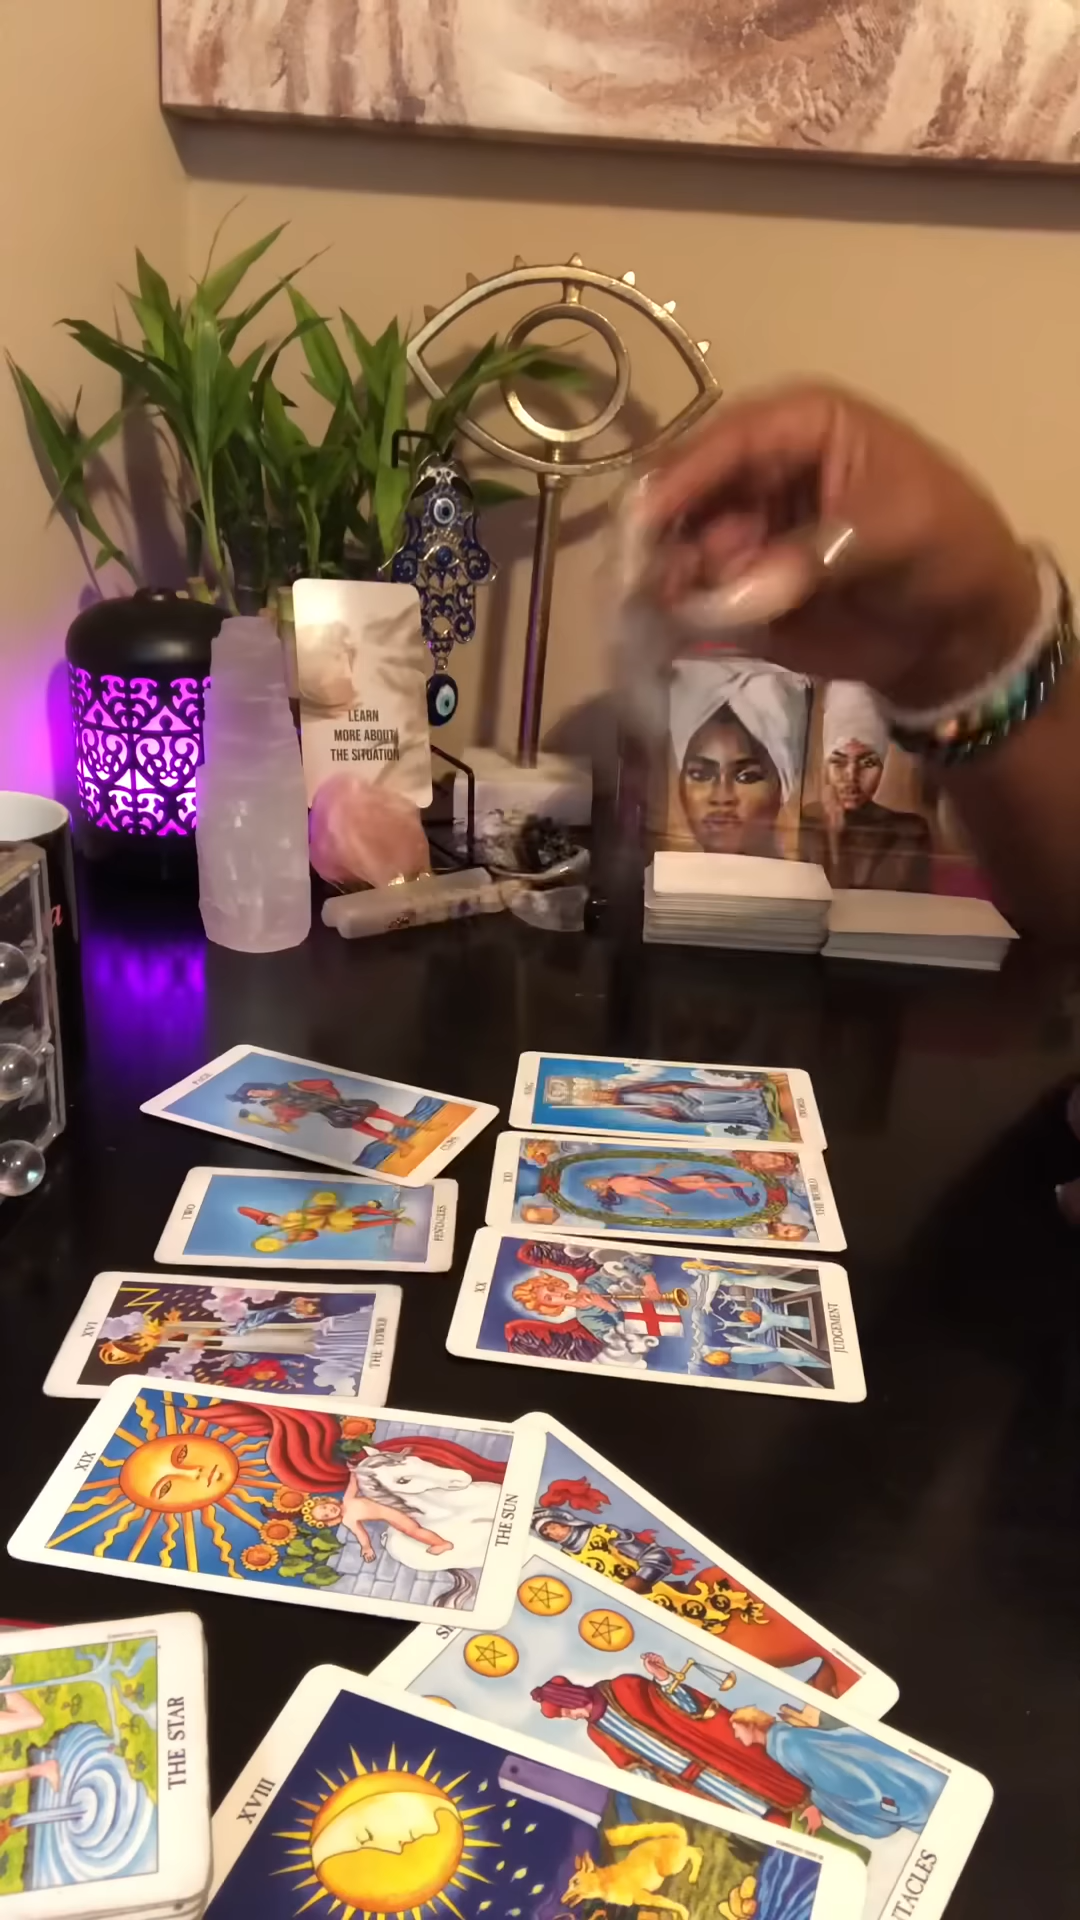 LEARN
MORE ABOUT
THE SITUATION
PAGE
CUPS
KING
SWORDS
TWO
PENTACLES
XXI
THE WORLD
XVI
THE TOWER
XX
JUDGEMENT
XIX
THE SUN
THE STAR
XVIII